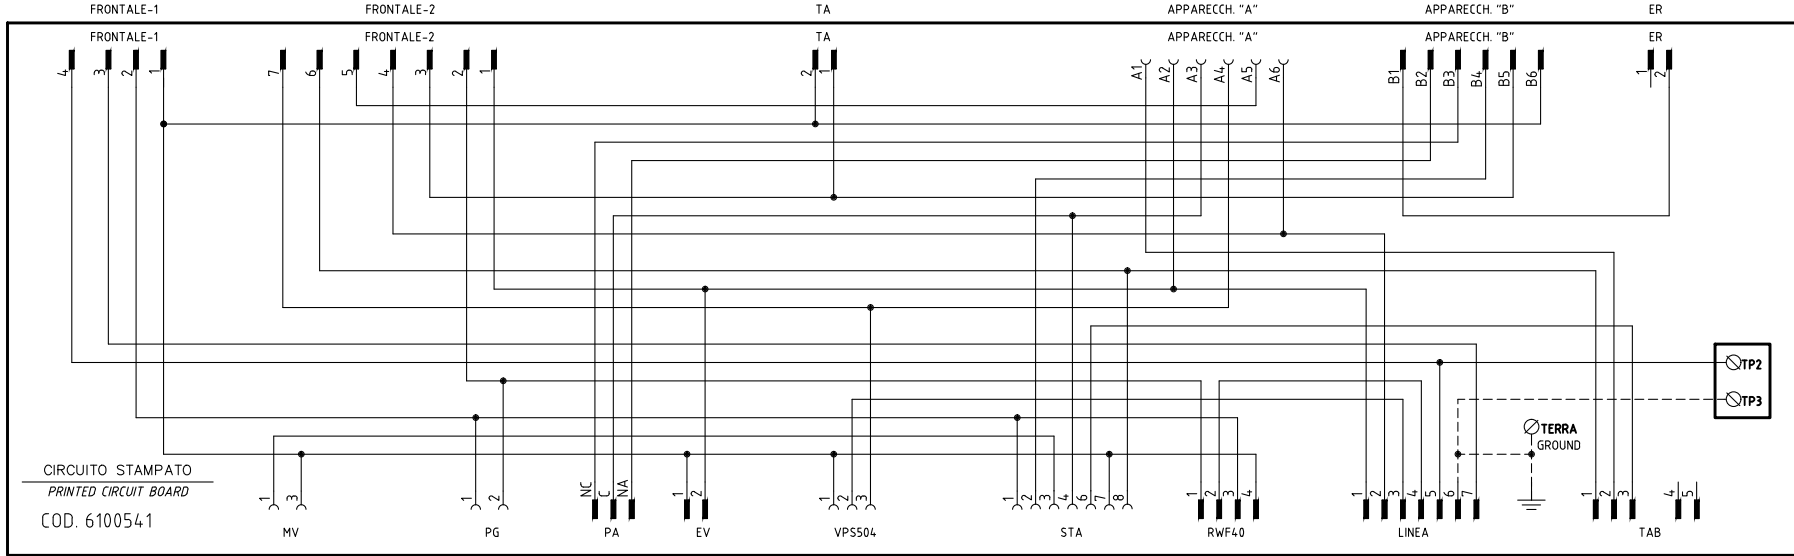 FRONTALE-1 FRONTALE-2 TA APPARECCH. "A" APPARECCH. "B" ER
FRONTALE-1 FRONTALE-2 TA APPARECCH. "A" APPARECCH. "B" ER
4 3 2 1 7 6 5 4 3 2 1 2 1 A1 A2 A3 A4 A5 A6 B1 B2 B3 B4 B5 B6 1 2
TP2
TP3
TERRA
GROUND
CIRCUITO STAMPATO
PRINTED CIRCUIT BOARD
COD. 6100541
1 3 1 2 NC C NA 1 2 1 2 3 1 2 3 4 6 7 8 1 2 3 4 1 2 3 4 5 6 7 1 2 3 4 5
MV PG PA EV VPS504 STA RWF40 LINEA TAB